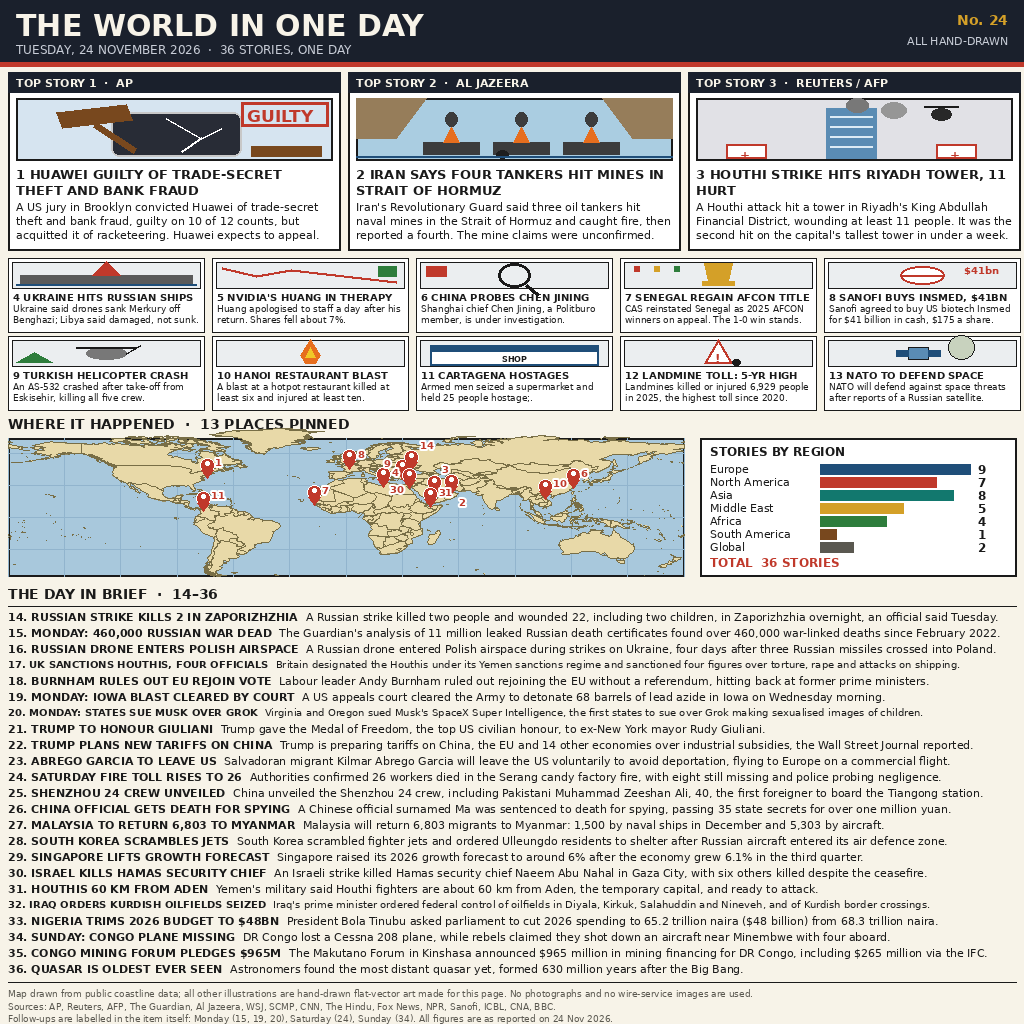 THE WORLD IN ONE DAY
TUESDAY, 24 NOVEMBER 2026 · 36 STORIES, ONE DAY
No. 24
ALL HAND-DRAWN
TOP STORY 1 · AP
GUILTY
1 HUAWEI GUILTY OF TRADE-SECRET
THEFT AND BANK FRAUD
A US jury in Brooklyn convicted Huawei of trade-secret
theft and bank fraud, guilty on 10 of 12 counts, but
acquitted it of racketeering. Huawei expects to appeal.
TOP STORY 2 · AL JAZEERA
2 IRAN SAYS FOUR TANKERS HIT MINES IN
STRAIT OF HORMUZ
Iran's Revolutionary Guard said three oil tankers hit
naval mines in the Strait of Hormuz and caught fire, then
reported a fourth. The mine claims were unconfirmed.
TOP STORY 3 · REUTERS / AFP
3 HOUTHI STRIKE HITS RIYADH TOWER, 11
HURT
A Houthi attack hit a tower in Riyadh's King Abdullah
Financial District, wounding at least 11 people. It was the
second hit on the capital's tallest tower in under a week.
4 UKRAINE HITS RUSSIAN SHIPS
Ukraine said drones sank Merkury off
Benghazi; Libya said damaged, not sunk.
5 NVIDIA'S HUANG IN THERAPY
Huang apologised to staff a day after his
return. Shares fell about 7%.
6 CHINA PROBES CHEN JINING
Shanghai chief Chen Jining, a Politburo
member, is under investigation.
7 SENEGAL REGAIN AFCON TITLE
CAS reinstated Senegal as 2025 AFCON
winners on appeal. The 1-0 win stands.
$41bn
8 SANOFI BUYS INSMED, $41BN
Sanofi agreed to buy US biotech Insmed
for $41 billion in cash, $175 a share.
9 TURKISH HELICOPTER CRASH
An AS-532 crashed after take-off from
Eskisehir, killing all five crew.
10 HANOI RESTAURANT BLAST
A blast at a hotpot restaurant killed at
least six and injured at least ten.
SHOP
11 CARTAGENA HOSTAGES
Armed men seized a supermarket and
held 25 people hostage;.
!
12 LANDMINE TOLL: 5-YR HIGH
Landmines killed or injured 6,929 people
in 2025, the highest toll since 2020.
13 NATO TO DEFEND SPACE
NATO will defend against space threats
after reports of a Russian satellite.
WHERE IT HAPPENED · 13 PLACES PINNED
1
11
7
8
9
4
14
30
3
31
2
10
6
STORIES BY REGION
Europe 9
North America 7
Asia 8
Middle East 5
Africa 4
South America 1
Global 2
TOTAL 36 STORIES
THE DAY IN BRIEF · 14–36
14. RUSSIAN STRIKE KILLS 2 IN ZAPORIZHZHIA A Russian strike killed two people and wounded 22, including two children, in Zaporizhzhia overnight, an official said Tuesday.
15. MONDAY: 460,000 RUSSIAN WAR DEAD The Guardian's analysis of 11 million leaked Russian death certificates found over 460,000 war-linked deaths since February 2022.
16. RUSSIAN DRONE ENTERS POLISH AIRSPACE A Russian drone entered Polish airspace during strikes on Ukraine, four days after three Russian missiles crossed into Poland.
17. UK SANCTIONS HOUTHIS, FOUR OFFICIALS Britain designated the Houthis under its Yemen sanctions regime and sanctioned four figures over torture, rape and attacks on shipping.
18. BURNHAM RULES OUT EU REJOIN VOTE Labour leader Andy Burnham ruled out rejoining the EU without a referendum, hitting back at former prime ministers.
19. MONDAY: IOWA BLAST CLEARED BY COURT A US appeals court cleared the Army to detonate 68 barrels of lead azide in Iowa on Wednesday morning.
20. MONDAY: STATES SUE MUSK OVER GROK Virginia and Oregon sued Musk's SpaceX Super Intelligence, the first states to sue over Grok making sexualised images of children.
21. TRUMP TO HONOUR GIULIANI Trump gave the Medal of Freedom, the top US civilian honour, to ex-New York mayor Rudy Giuliani.
22. TRUMP PLANS NEW TARIFFS ON CHINA Trump is preparing tariffs on China, the EU and 14 other economies over industrial subsidies, the Wall Street Journal reported.
23. ABREGO GARCIA TO LEAVE US Salvadoran migrant Kilmar Abrego Garcia will leave the US voluntarily to avoid deportation, flying to Europe on a commercial flight.
24. SATURDAY FIRE TOLL RISES TO 26 Authorities confirmed 26 workers died in the Serang candy factory fire, with eight still missing and police probing negligence.
25. SHENZHOU 24 CREW UNVEILED China unveiled the Shenzhou 24 crew, including Pakistani Muhammad Zeeshan Ali, 40, the first foreigner to board the Tiangong station.
26. CHINA OFFICIAL GETS DEATH FOR SPYING A Chinese official surnamed Ma was sentenced to death for spying, passing 35 state secrets for over one million yuan.
27. MALAYSIA TO RETURN 6,803 TO MYANMAR Malaysia will return 6,803 migrants to Myanmar: 1,500 by naval ships in December and 5,303 by aircraft.
28. SOUTH KOREA SCRAMBLES JETS South Korea scrambled fighter jets and ordered Ulleungdo residents to shelter after Russian aircraft entered its air defence zone.
29. SINGAPORE LIFTS GROWTH FORECAST Singapore raised its 2026 growth forecast to around 6% after the economy grew 6.1% in the third quarter.
30. ISRAEL KILLS HAMAS SECURITY CHIEF An Israeli strike killed Hamas security chief Naeem Abu Nahal in Gaza City, with six others killed despite the ceasefire.
31. HOUTHIS 60 KM FROM ADEN Yemen's military said Houthi fighters are about 60 km from Aden, the temporary capital, and ready to attack.
32. IRAQ ORDERS KURDISH OILFIELDS SEIZED Iraq's prime minister ordered federal control of oilfields in Diyala, Kirkuk, Salahuddin and Nineveh, and of Kurdish border crossings.
33. NIGERIA TRIMS 2026 BUDGET TO $48BN President Bola Tinubu asked parliament to cut 2026 spending to 65.2 trillion naira ($48 billion) from 68.3 trillion naira.
34. SUNDAY: CONGO PLANE MISSING DR Congo lost a Cessna 208 plane, while rebels claimed they shot down an aircraft near Minembwe with four aboard.
35. CONGO MINING FORUM PLEDGES $965M The Makutano Forum in Kinshasa announced $965 million in mining financing for DR Congo, including $265 million via the IFC.
36. QUASAR IS OLDEST EVER SEEN Astronomers found the most distant quasar yet, formed 630 million years after the Big Bang.
Map drawn from public coastline data; all other illustrations are hand-drawn flat-vector art made for this page. No photographs and no wire-service images are used.
Sources: AP, Reuters, AFP, The Guardian, Al Jazeera, WSJ, SCMP, CNN, The Hindu, Fox News, NPR, Sanofi, ICBL, CNA, BBC.
Follow-ups are labelled in the item itself: Monday (15, 19, 20), Saturday (24), Sunday (34). All figures are as reported on 24 Nov 2026.